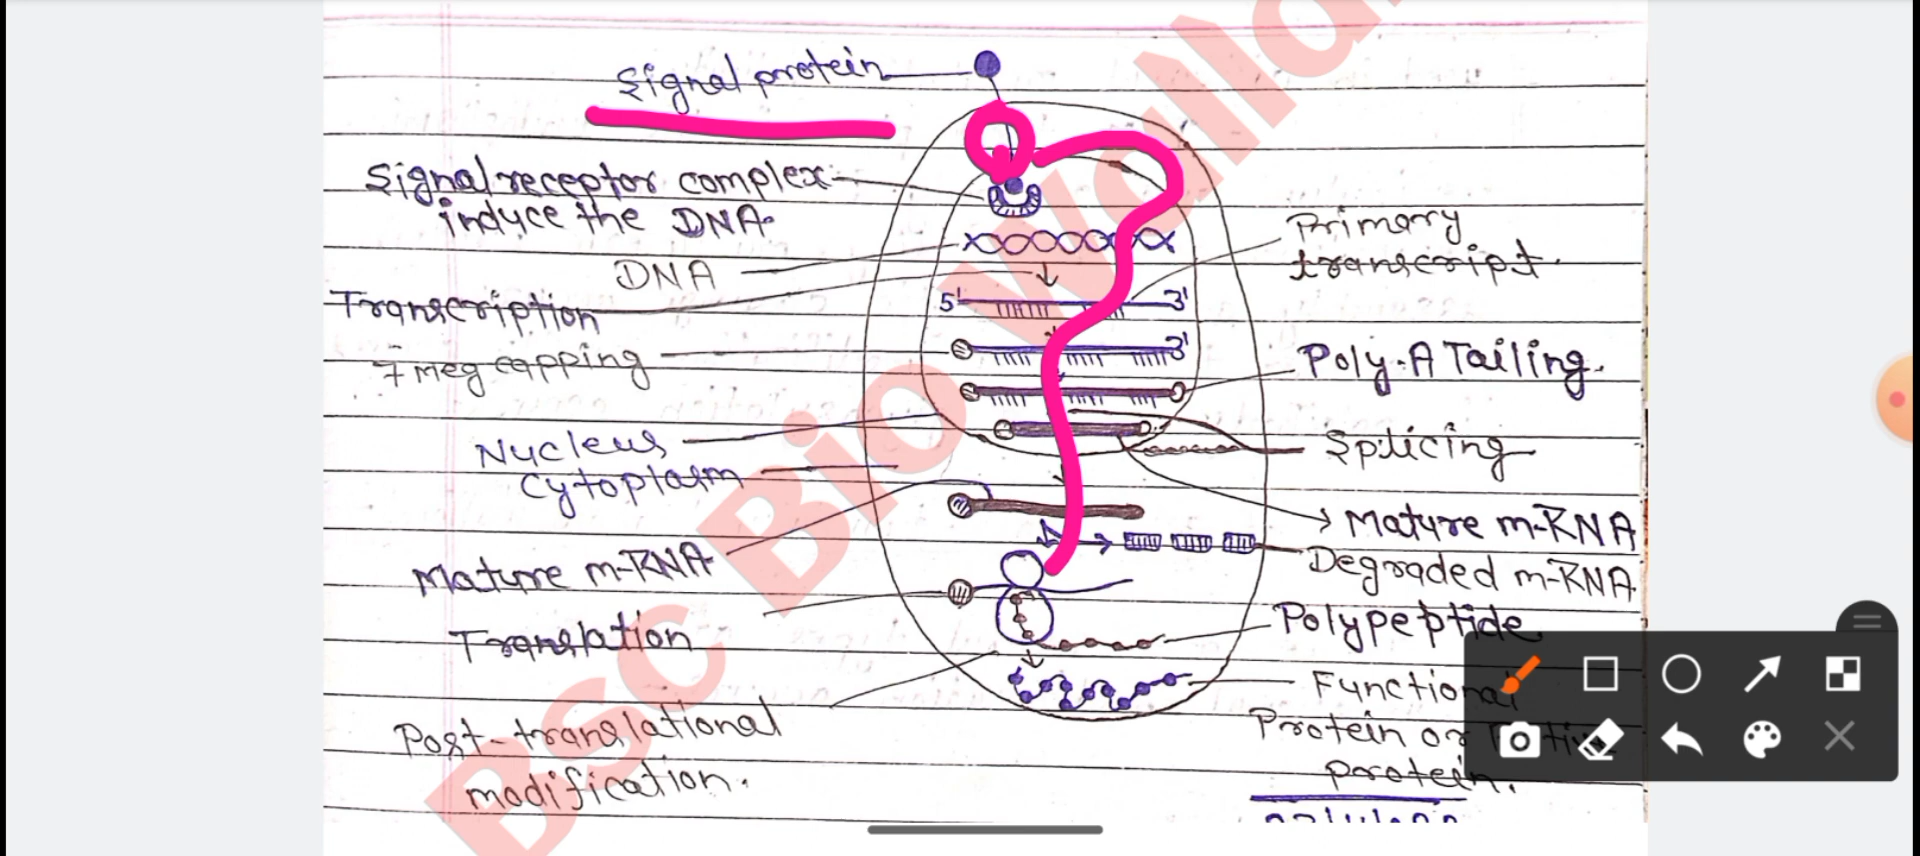 Signal protein
Signal receptor complex
induce the DNA
DNA
Transcription
7 Meg capping
Nucleus
Cytoplasm
Mature m-RNA
Translation
Post-translational
modification.
5' 3'
3'
Primary
transcript.
Poly-A Tailing.
Splicing
Mature m-RNA
Degraded m-RNA
Polypeptide
Functional
Protein or
protein.
BSc Bio